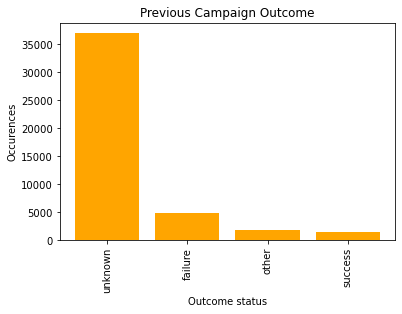 Previous Campaign Outcome
Occurences
35000
30000
25000
20000
15000
10000
5000
0
unknown
failure
other
success
Outcome status